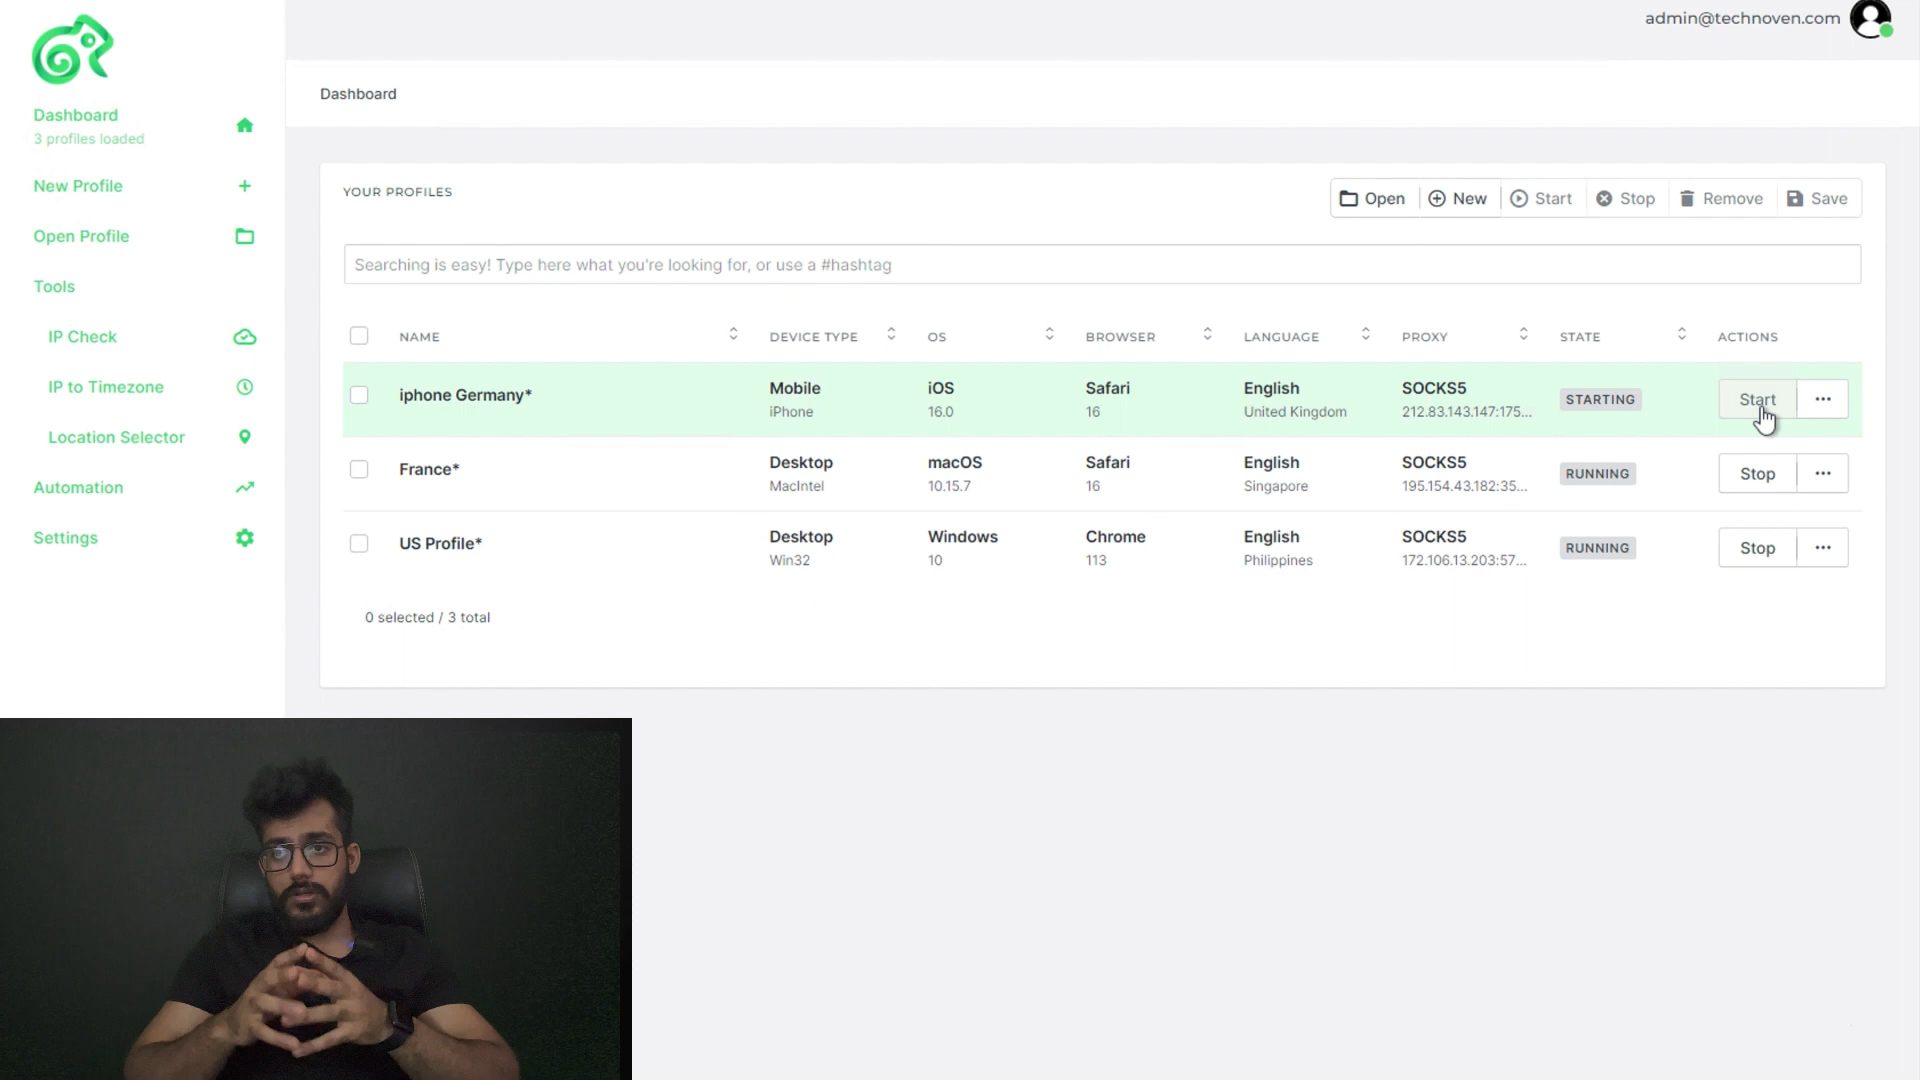 admin@technoven.com
Dashboard
3 profiles loaded
New Profile
Open Profile
Tools
IP Check
IP to Timezone
Location Selector
Automation
Settings
Dashboard
YOUR PROFILES
Open New Start Stop Remove Save
Searching is easy! Type here what you're looking for, or use a #hashtag
NAME DEVICE TYPE OS BROWSER LANGUAGE PROXY STATE ACTIONS
iphone Germany* Mobile iOS Safari English SOCKS5 STARTING Start ...
iPhone 16.0 16 United Kingdom 212.83.143.147:175...
France* Desktop macOS Safari English SOCKS5 RUNNING Stop ...
MacIntel 10.15.7 16 Singapore 195.154.43.182:35...
US Profile* Desktop Windows Chrome English SOCKS5 RUNNING Stop ...
Win32 10 113 Philippines 172.106.13.203:57...
0 selected / 3 total